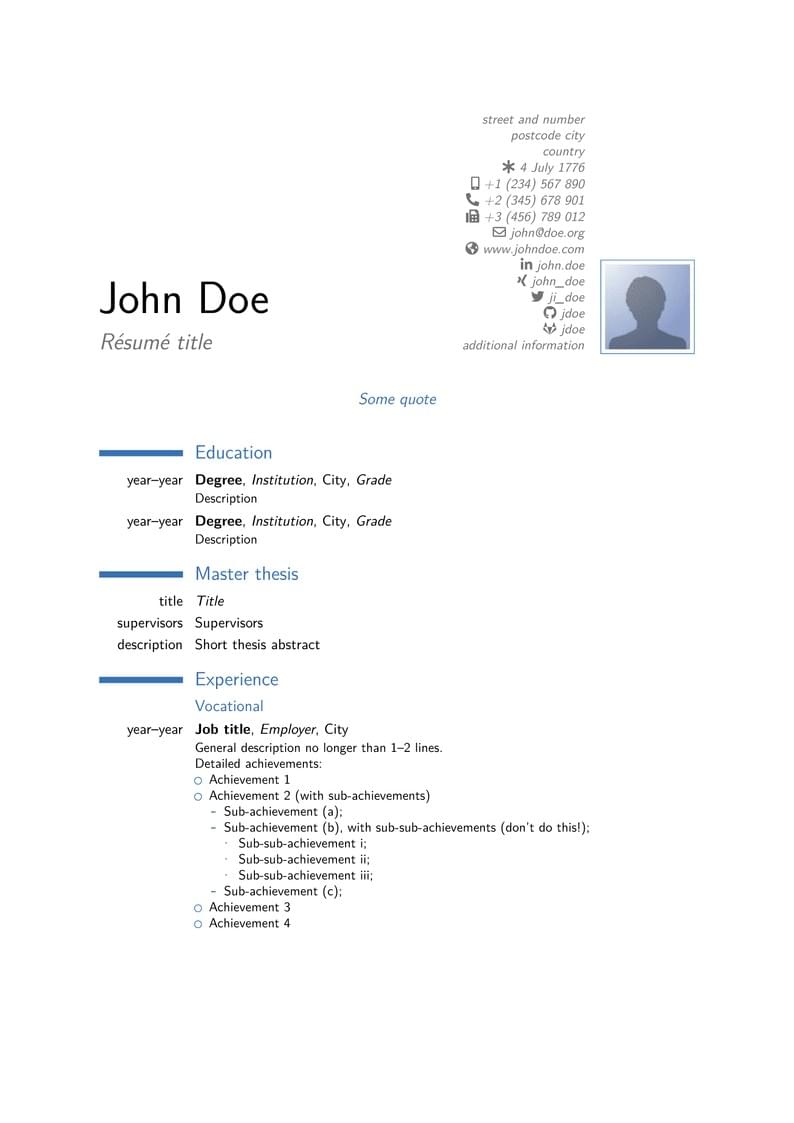 street and number
postcode city
country
4 July 1776
+1 (234) 567 890
+2 (345) 678 901
+3 (456) 789 012
john@doe.org
www.johndoe.com
in john.doe
john_doe
ji_doe
jdoe
jdoe
additional information
John Doe
Résumé title
Some quote
Education
year–year Degree, Institution, City, Grade
Description
year–year Degree, Institution, City, Grade
Description
Master thesis
title Title
supervisors Supervisors
description Short thesis abstract
Experience
Vocational
year–year Job title, Employer, City
General description no longer than 1–2 lines.
Detailed achievements:
○ Achievement 1
○ Achievement 2 (with sub-achievements)
- Sub-achievement (a);
- Sub-achievement (b), with sub-sub-achievements (don't do this!);
· Sub-sub-achievement i;
· Sub-sub-achievement ii;
· Sub-sub-achievement iii;
- Sub-achievement (c);
○ Achievement 3
○ Achievement 4